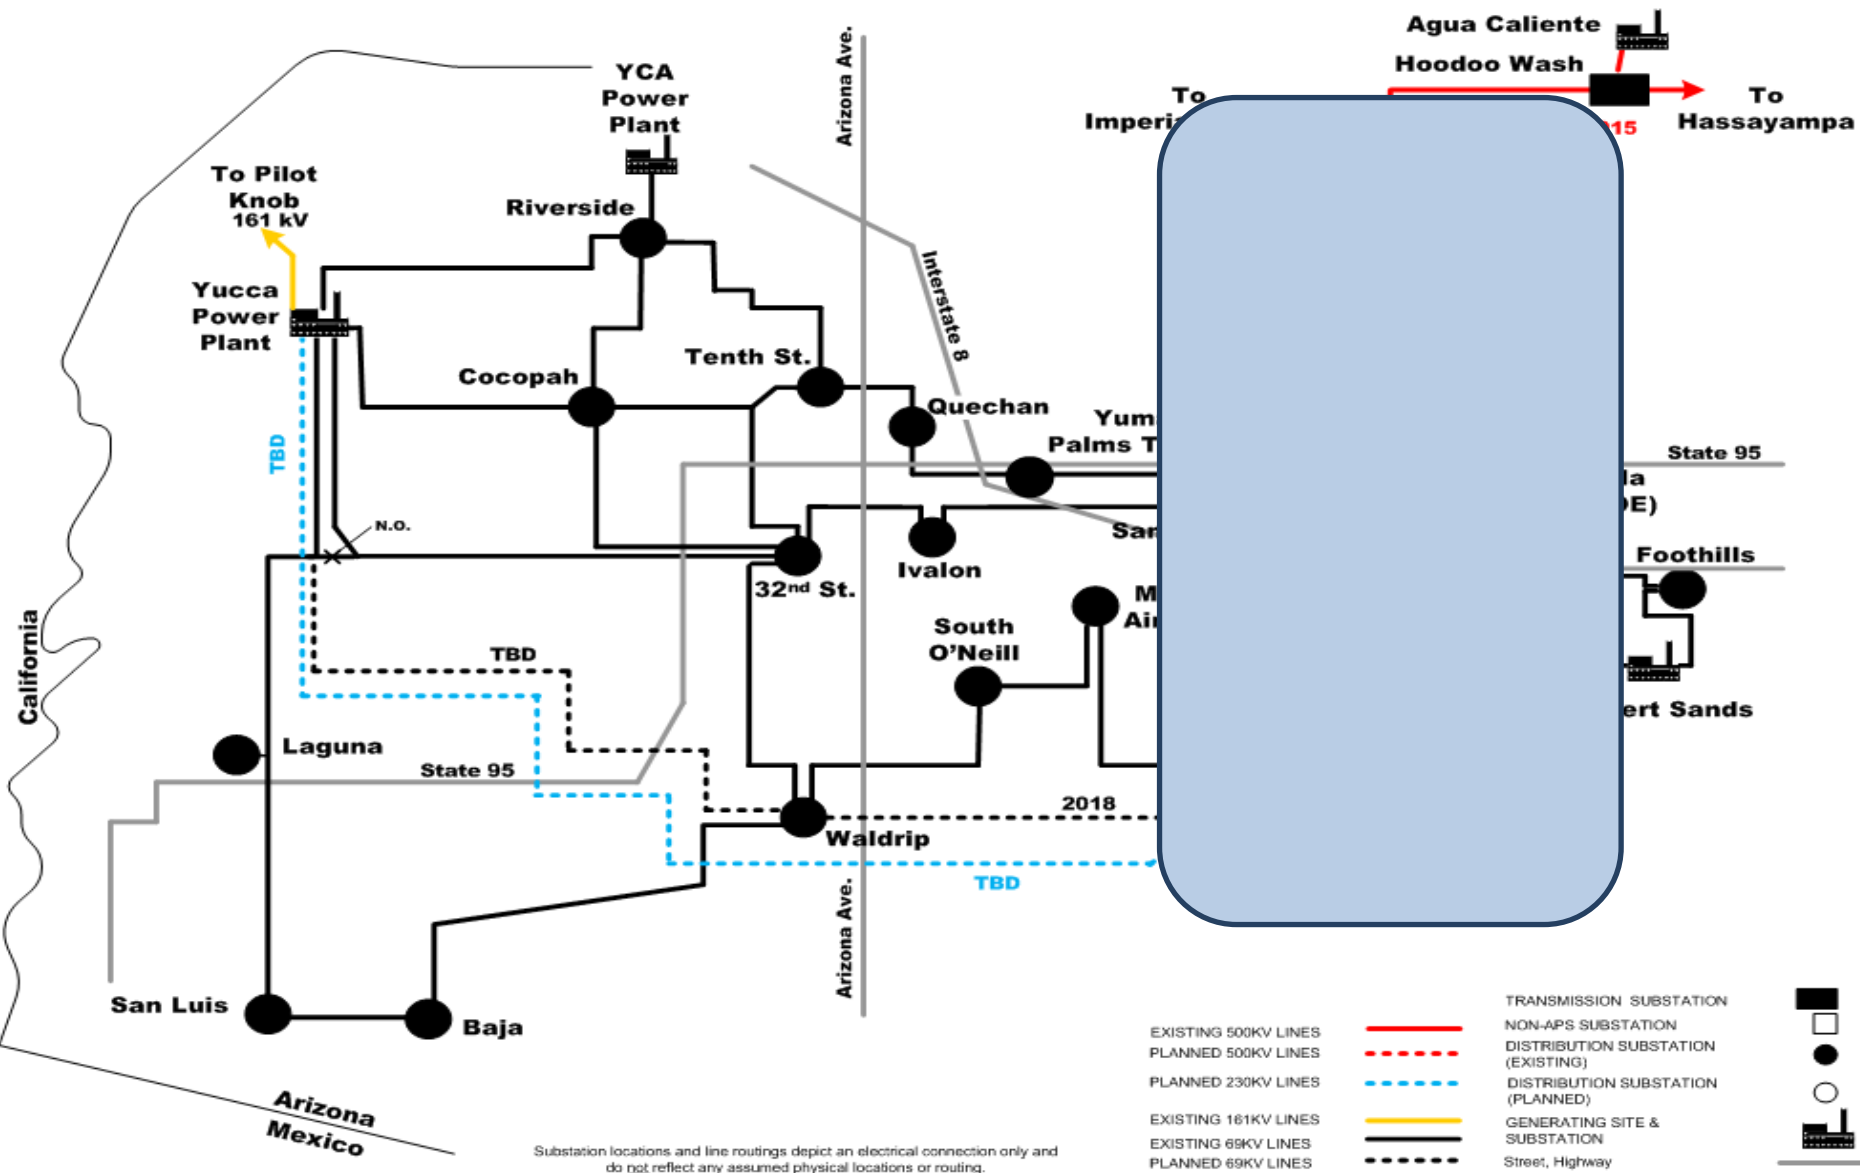 Agua Caliente
Hoodoo Wash
To
Hassayampa
15
To
YCA
Power
Plant
Arizona Ave.
To Pilot
Knob
161 kV
Riverside
Interstate 8
Yucca
Power
Plant
Tenth St.
Cocopah
Quechan
Palms
State 95
TBD
N.O.
E)
Foothills
Ivalon
32nd St.
South
O'Neill
California
TBD
ert Sands
Laguna
State 95
2018
Waldrip
TBD
Arizona Ave.
San Luis
Baja
Arizona
Mexico
EXISTING 500KV LINES
PLANNED 500KV LINES
PLANNED 230KV LINES
EXISTING 161KV LINES
EXISTING 69KV LINES
PLANNED 69KV LINES
TRANSMISSION SUBSTATION
NON-APS SUBSTATION
DISTRIBUTION SUBSTATION
(EXISTING)
DISTRIBUTION SUBSTATION
(PLANNED)
GENERATING SITE &
SUBSTATION
Street, Highway
Substation locations and line routings depict an electrical connection only and
do not reflect any assumed physical locations or routing.